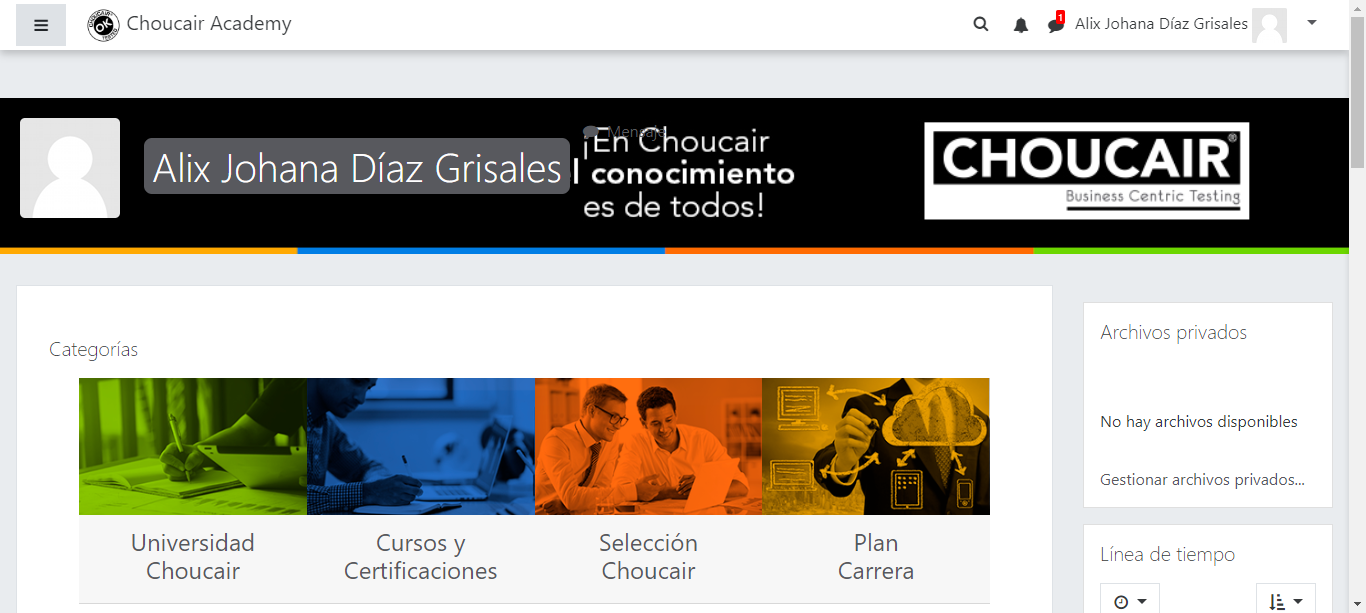 Choucair Academy
1
Alix Johana Díaz Grisales
Alix Johana Díaz Grisales
Mensaje
¡En Choucair
el conocimiento
es de todos!
CHOUCAIR
Business Centric Testing
Categorías
Universidad
Choucair
Cursos y
Certificaciones
Selección
Choucair
Plan
Carrera
Archivos privados
No hay archivos disponibles
Gestionar archivos privados...
Línea de tiempo